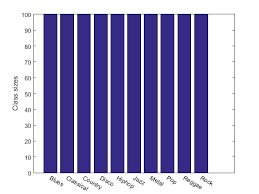 100
90
80
70
60
50
40
30
20
10
0
Class sizes
Blues
Classical
Country
Disco
Hiphop
Jazz
Metal
Pop
Reggae
Rock